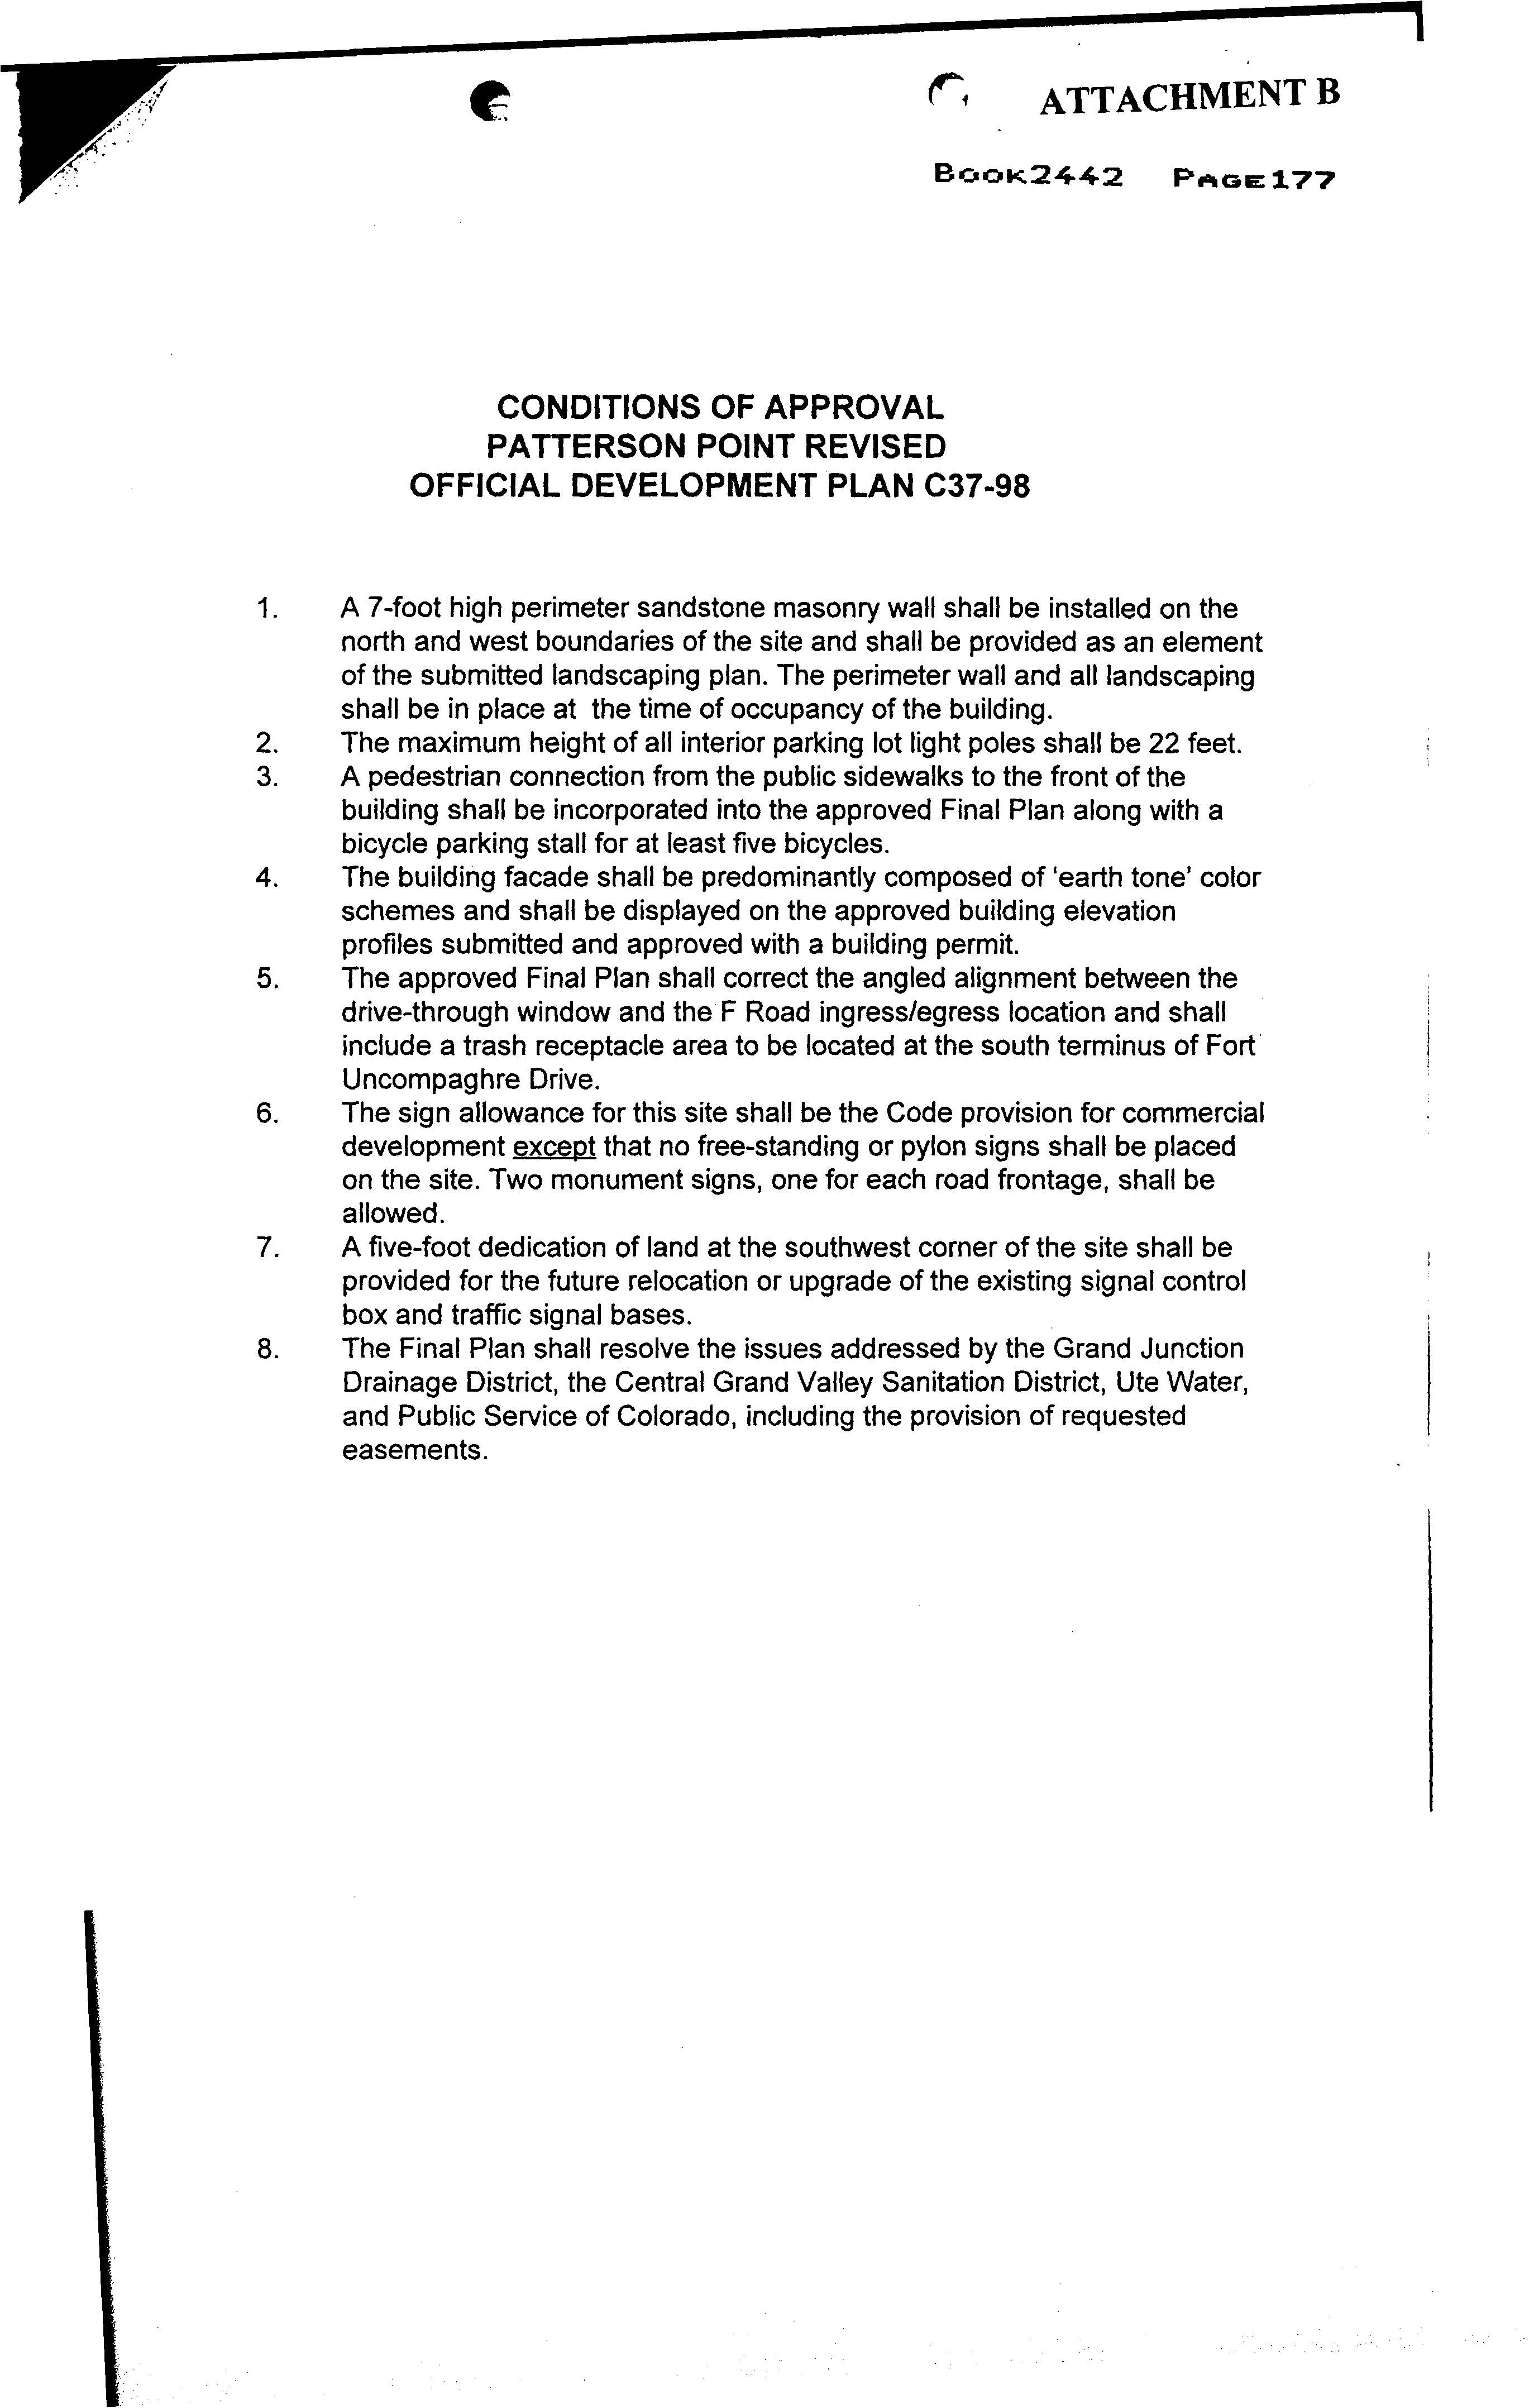 ATTACHMENT B
BOOK2442 PAGE177
CONDITIONS OF APPROVAL
PATTERSON POINT REVISED
OFFICIAL DEVELOPMENT PLAN C37-98
1. A 7-foot high perimeter sandstone masonry wall shall be installed on the
north and west boundaries of the site and shall be provided as an element
of the submitted landscaping plan. The perimeter wall and all landscaping
shall be in place at the time of occupancy of the building.
2. The maximum height of all interior parking lot light poles shall be 22 feet.
3. A pedestrian connection from the public sidewalks to the front of the
building shall be incorporated into the approved Final Plan along with a
bicycle parking stall for at least five bicycles.
4. The building facade shall be predominantly composed of 'earth tone' color
schemes and shall be displayed on the approved building elevation
profiles submitted and approved with a building permit.
5. The approved Final Plan shall correct the angled alignment between the
drive-through window and the F Road ingress/egress location and shall
include a trash receptacle area to be located at the south terminus of Fort
Uncompaghre Drive.
6. The sign allowance for this site shall be the Code provision for commercial
development except that no free-standing or pylon signs shall be placed
on the site. Two monument signs, one for each road frontage, shall be
allowed.
7. A five-foot dedication of land at the southwest corner of the site shall be
provided for the future relocation or upgrade of the existing signal control
box and traffic signal bases.
8. The Final Plan shall resolve the issues addressed by the Grand Junction
Drainage District, the Central Grand Valley Sanitation District, Ute Water,
and Public Service of Colorado, including the provision of requested
easements.